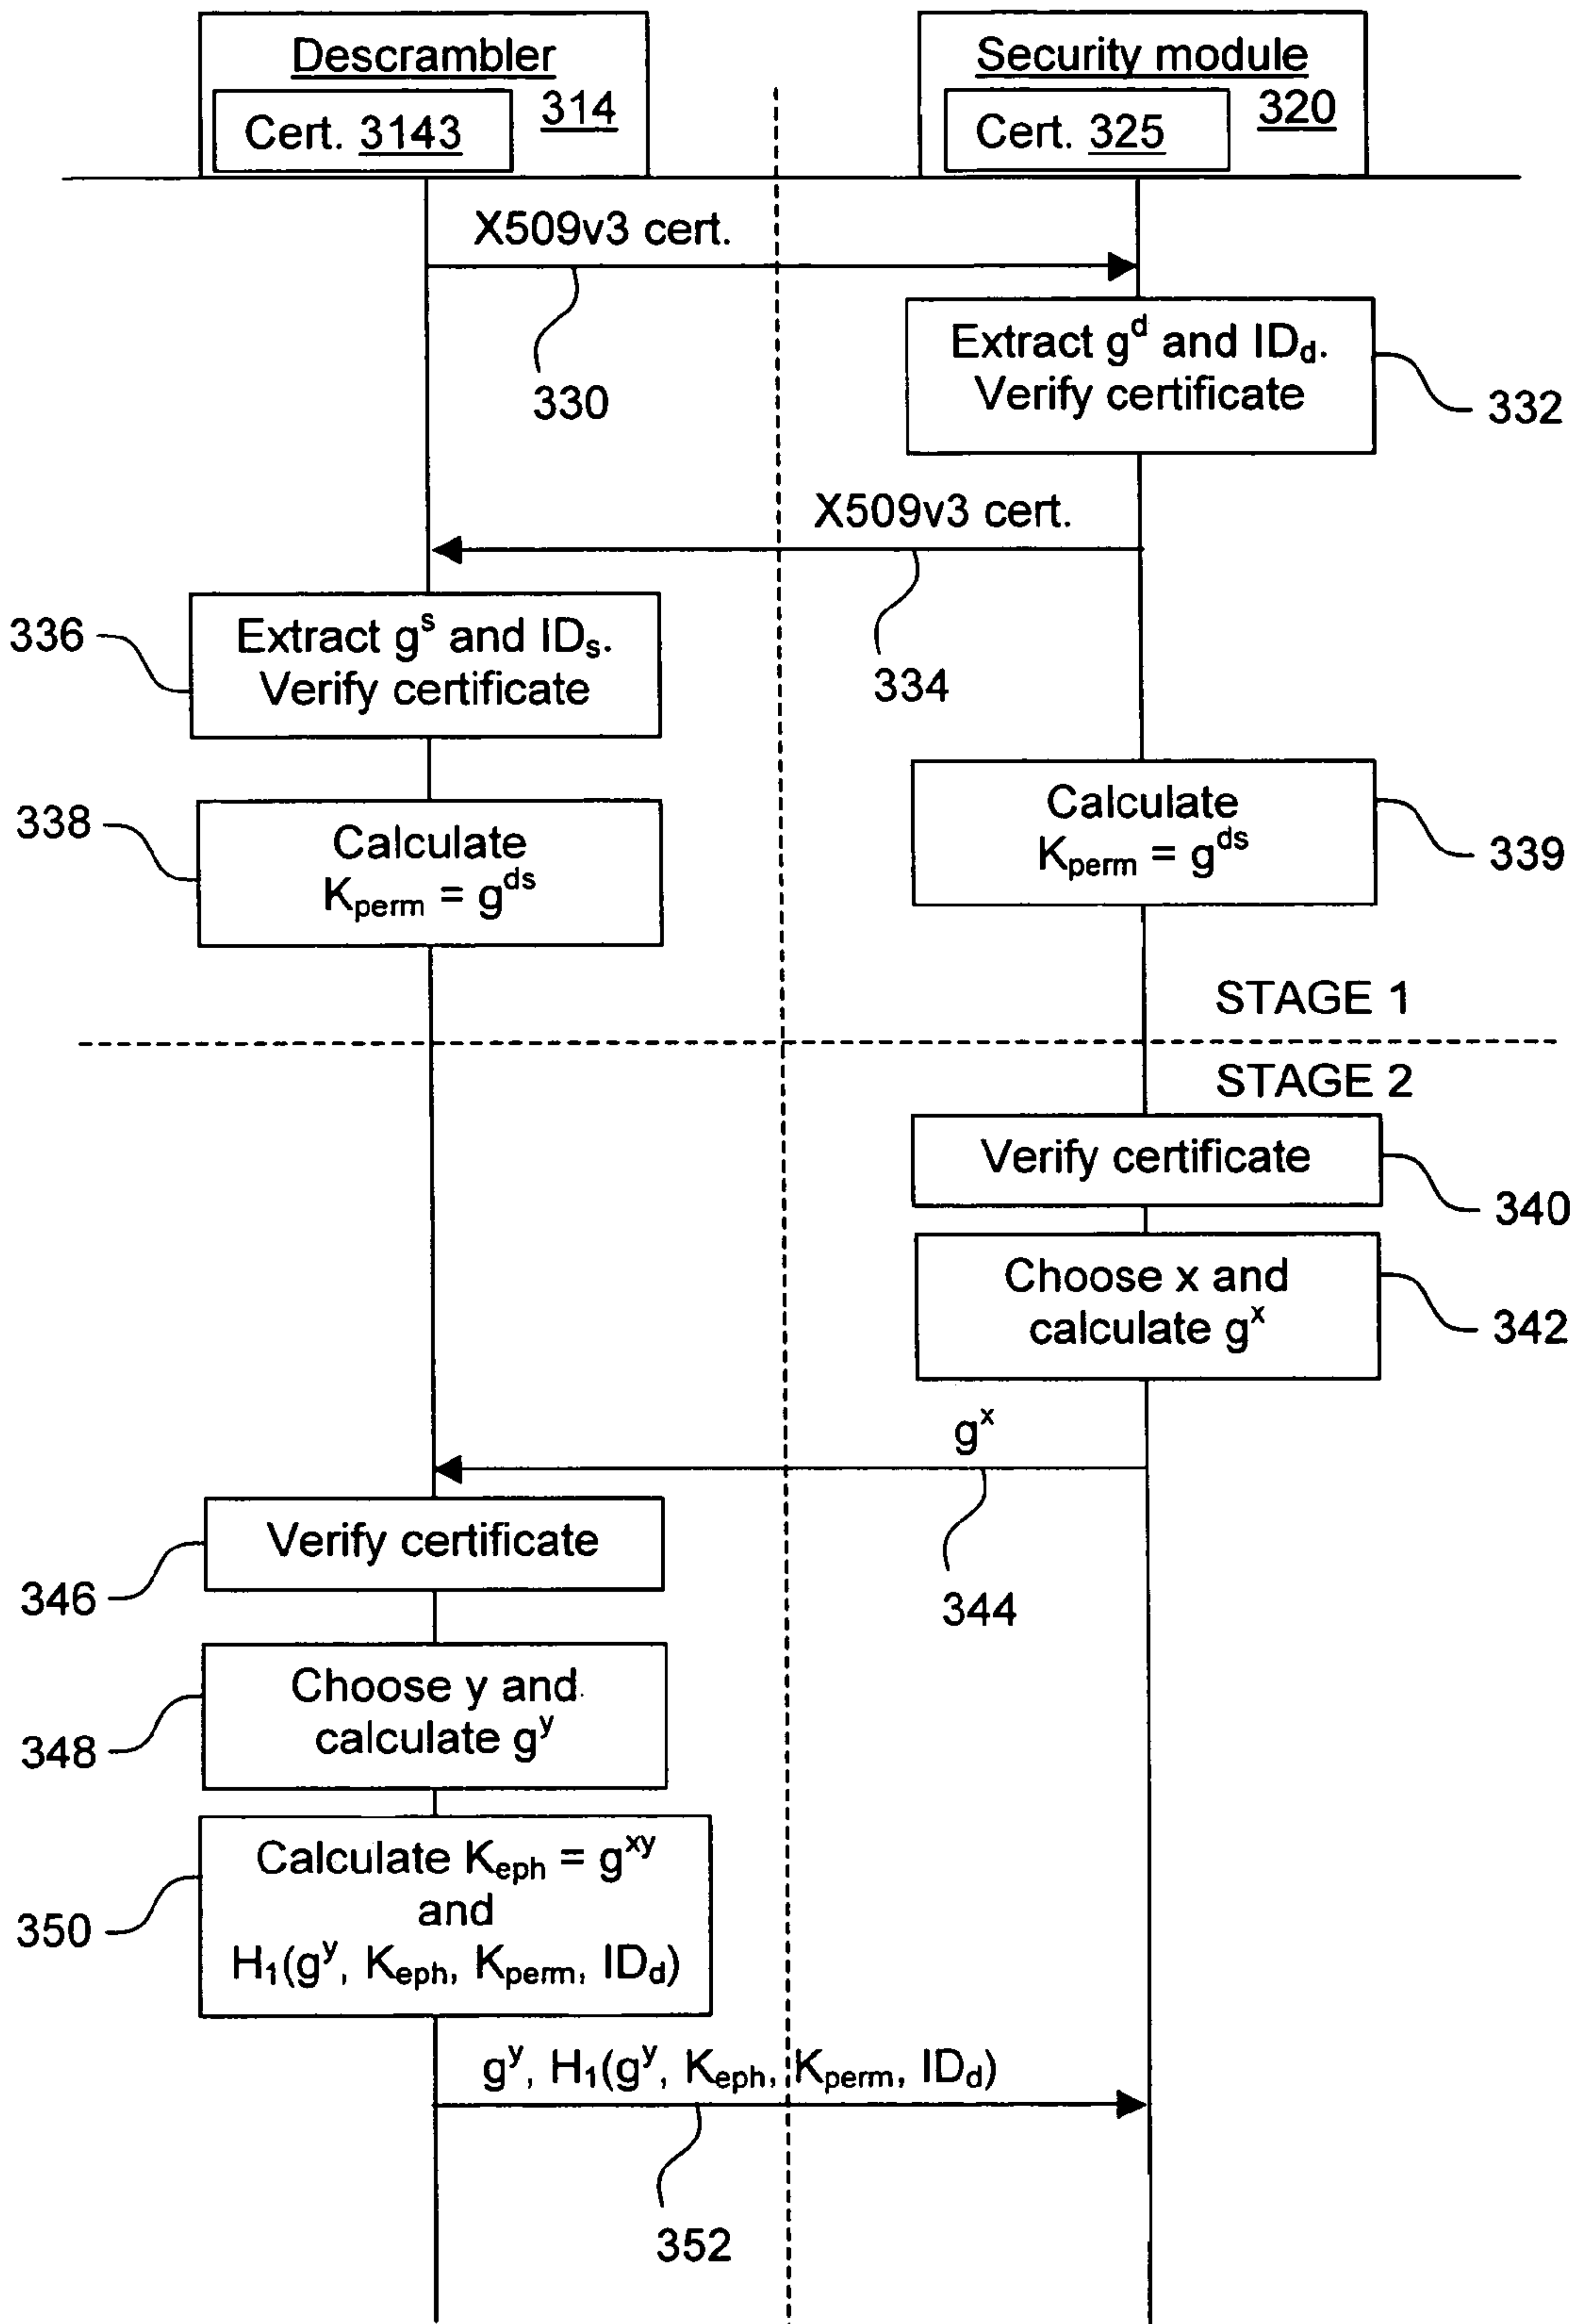 Descrambler
314
Cert. 3143
Security module
320
Cert. 325
X509v3 cert.
330
Extract g^d and ID_d.
Verify certificate
332
X509v3 cert.
334
336
Extract g^s and ID_s.
Verify certificate
338
Calculate
K_perm = g^ds
Calculate
K_perm = g^ds
339
STAGE 1
STAGE 2
Verify certificate
340
Choose x and
calculate g^x
342
g^x
344
Verify certificate
346
Choose y and
calculate g^y
348
Calculate K_eph = g^xy
and
H_1(g^y, K_eph, K_perm, ID_d)
350
g^y, H_1(g^y, K_eph, K_perm, ID_d)
352